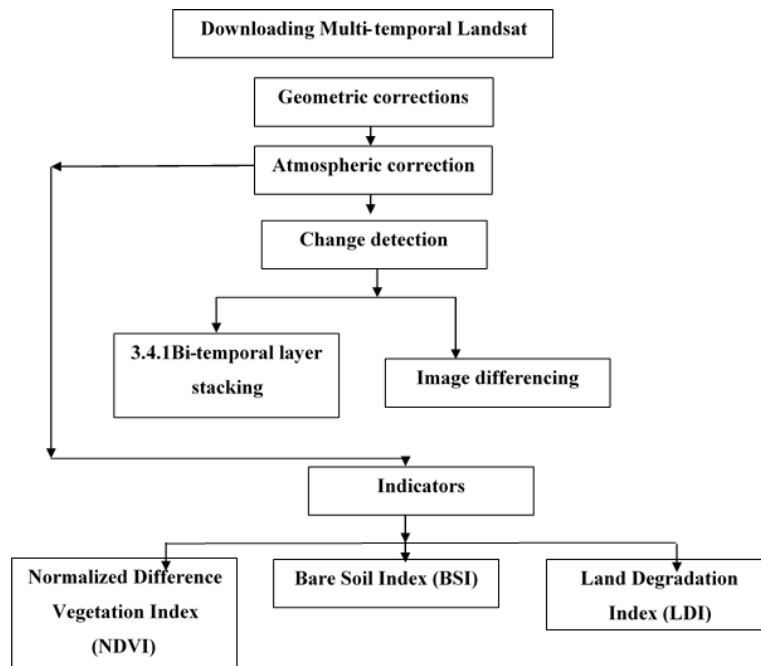 Downloading Multi-temporal Landsat
Geometric corrections
Atmospheric correction
Change detection
3.4.1Bi-temporal layer
stacking
Image differencing
Indicators
Normalized Difference
Vegetation Index
(NDVI)
Bare Soil Index (BSI)
Land Degradation
Index (LDI)